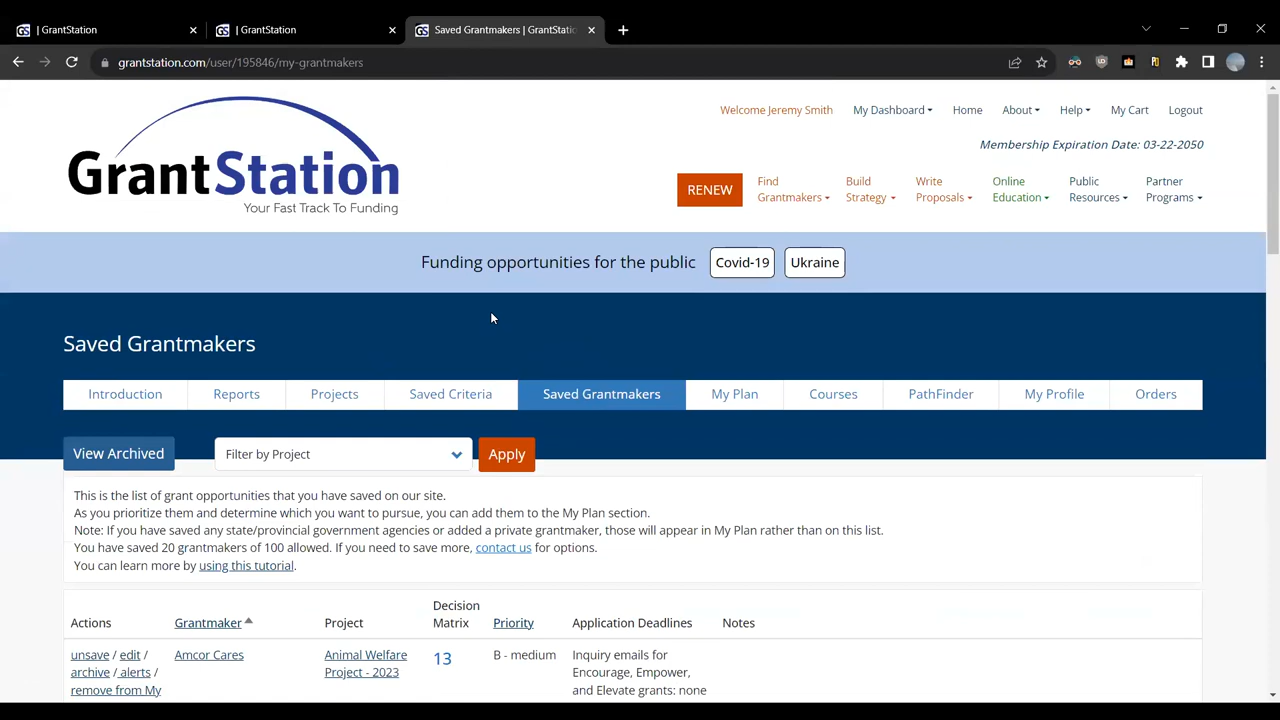 | GrantStation
| GrantStation
Saved Grantmakers | GrantStatio
grantstation.com/user/195846/my-grantmakers
GrantStation
Your Fast Track To Funding
Welcome Jeremy Smith
My Dashboard
Home
About
Help
My Cart
Logout
Membership Expiration Date: 03-22-2050
RENEW
Find
Grantmakers
Build
Strategy
Write
Proposals
Online
Education
Public
Resources
Partner
Programs
Funding opportunities for the public
Covid-19
Ukraine
Saved Grantmakers
Introduction
Reports
Projects
Saved Criteria
Saved Grantmakers
My Plan
Courses
PathFinder
My Profile
Orders
View Archived
Filter by Project
Apply
This is the list of grant opportunities that you have saved on our site.
As you prioritize them and determine which you want to pursue, you can add them to the My Plan section.
Note: If you have saved any state/provincial government agencies or added a private grantmaker, those will appear in My Plan rather than on this list.
You have saved 20 grantmakers of 100 allowed. If you need to save more, contact us for options.
You can learn more by using this tutorial.
Actions
Grantmaker
Project
Decision
Matrix
Priority
Application Deadlines
Notes
unsave / edit /
archive / alerts /
remove from My
Amcor Cares
Animal Welfare
Project - 2023
13
B - medium
Inquiry emails for
Encourage, Empower,
and Elevate grants: none